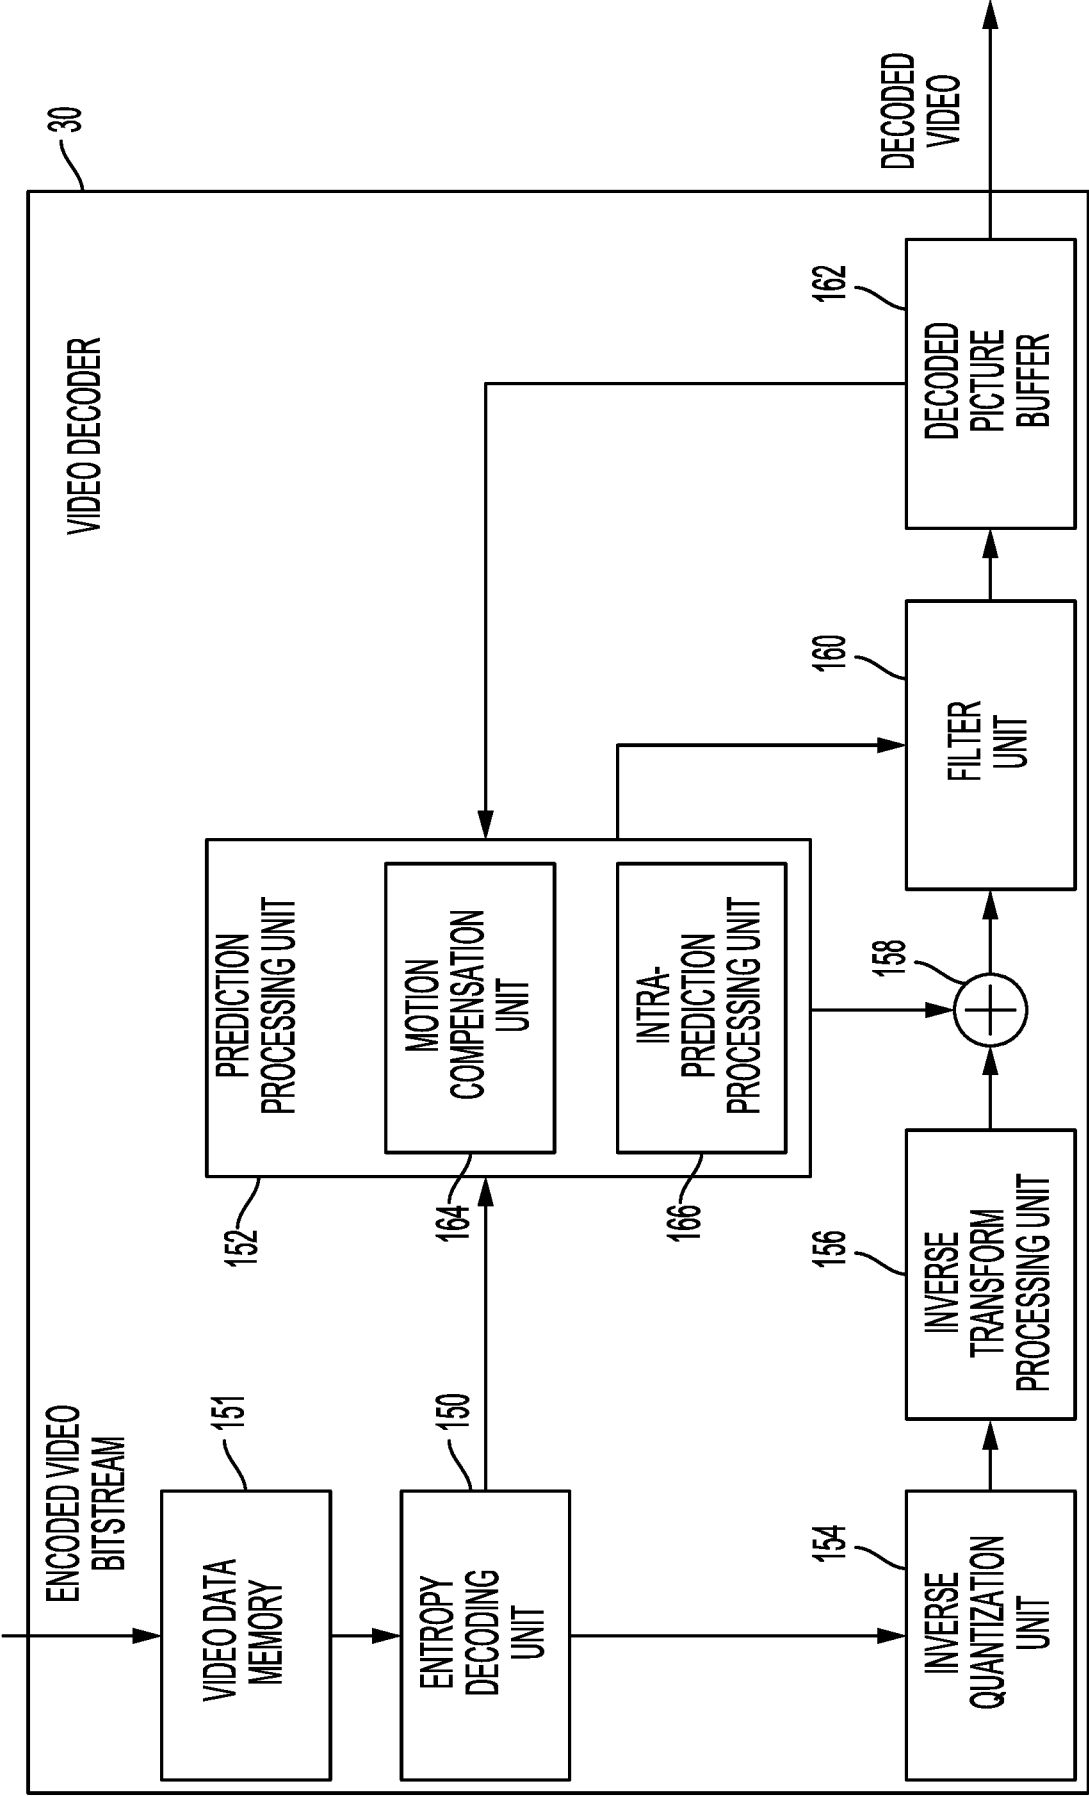 30
VIDEO DECODER
ENCODED VIDEO
BITSTREAM
151
VIDEO DATA
MEMORY
150
ENTROPY
DECODING
UNIT
152
PREDICTION
PROCESSING UNIT
164
MOTION
COMPENSATION
UNIT
166
INTRA-
PREDICTION
PROCESSING UNIT
154
INVERSE
QUANTIZATION
UNIT
156
INVERSE
TRANSFORM
PROCESSING UNIT
158
160
FILTER
UNIT
162
DECODED
PICTURE
BUFFER
DECODED
VIDEO